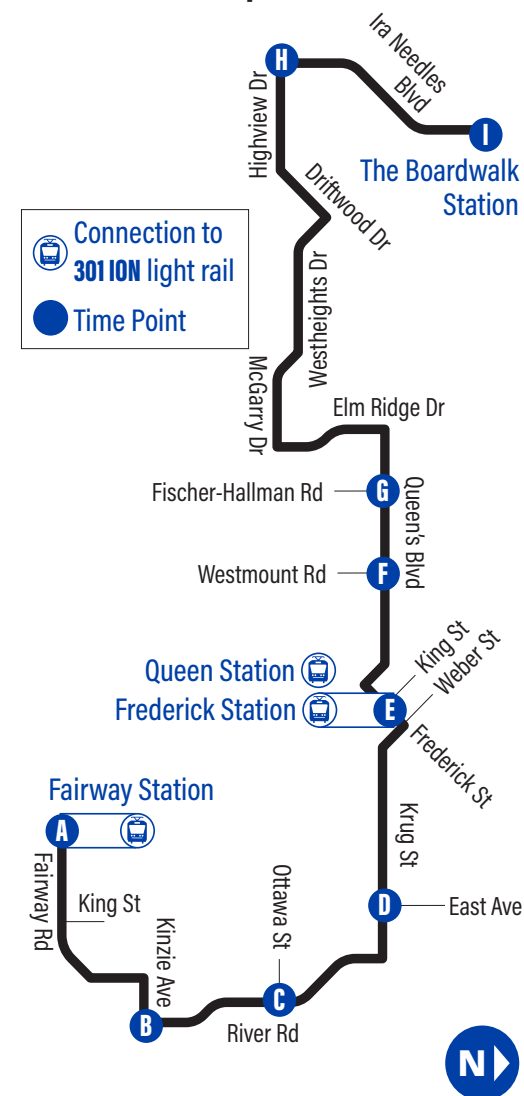 Ira Needles
Blvd
H
Highview Dr
I
The Boardwalk
Station
Driftwood Dr
Connection to
301 ION light rail
Time Point
Westheights Dr
McGarry Dr
Elm Ridge Dr
Fischer-Hallman Rd
G
Queen's Blvd
Westmount Rd
F
King St
Weber St
Queen Station
Frederick Station
E
Frederick St
Fairway Station
A
Krug St
Fairway Rd
King St
Ottawa St
D
East Ave
Kinzie Ave
C
B
River Rd
N